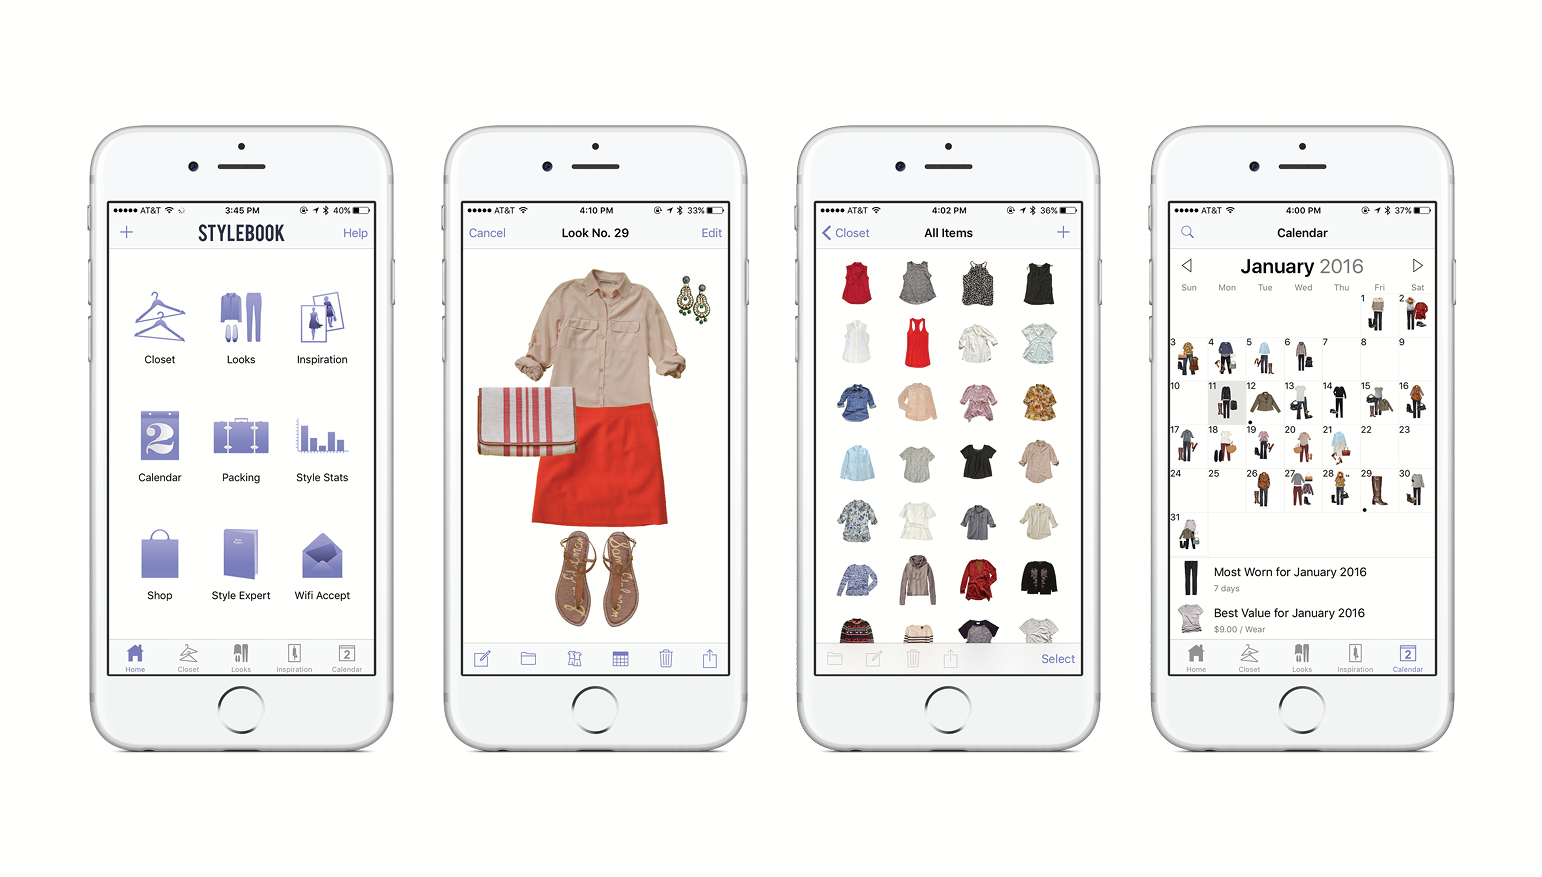 AT&T 3:45 PM 40%
+ STYLEBOOK Help
Closet Looks Inspiration
2
Calendar Packing Style Stats
Shop Style Expert Wifi Accept
Home Closet Looks Inspiration Calendar
AT&T 4:10 PM 33%
Cancel Look No. 29 Edit
AT&T 4:02 PM 36%
Closet All Items +
Select
AT&T 4:00 PM 37%
Calendar
January 2016
Sun Mon Tue Wed Thu Fri Sat
1 2
3 4 5 6 7 8 9
10 11 12 13 14 15 16
17 18 19 20 21 22 23
24 25 26 27 28 29 30
31
Most Worn for January 2016
7 days
Best Value for January 2016
$9.00 / Wear
2
Home Closet Looks Inspiration Calendar